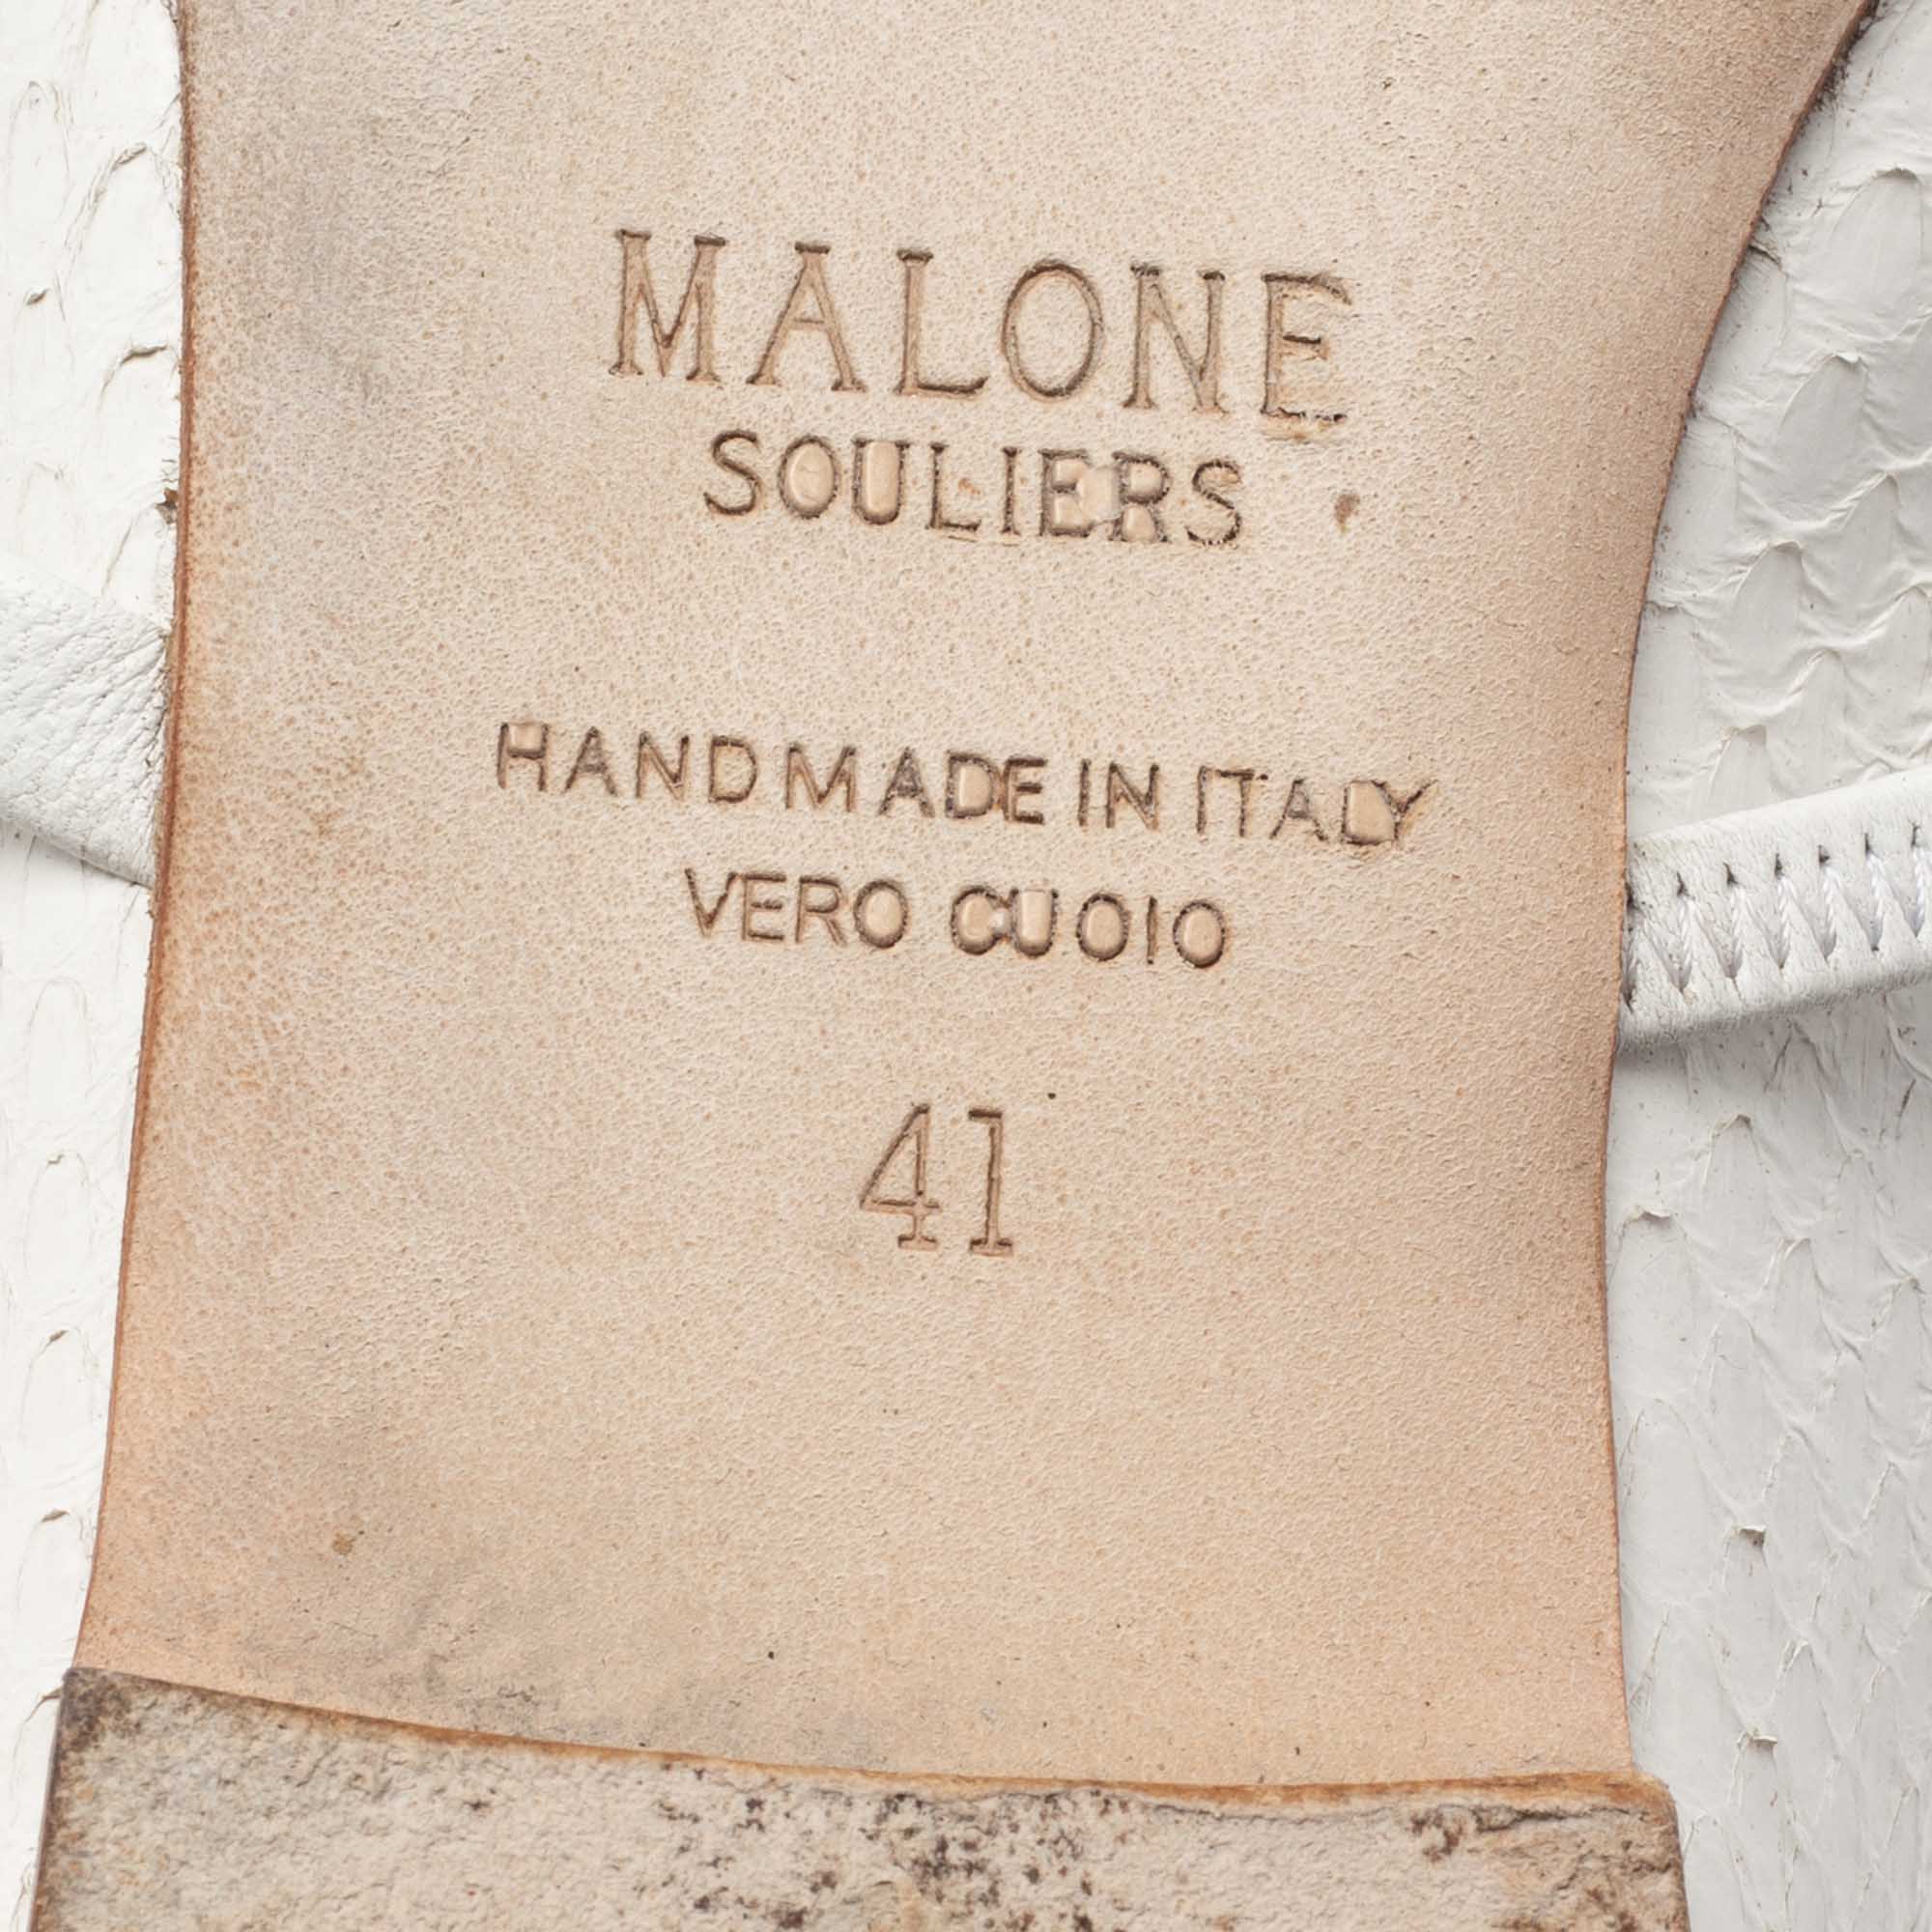 MALONE
SOULIERS
HANDMADE IN ITALY
VERO CUOIO
41